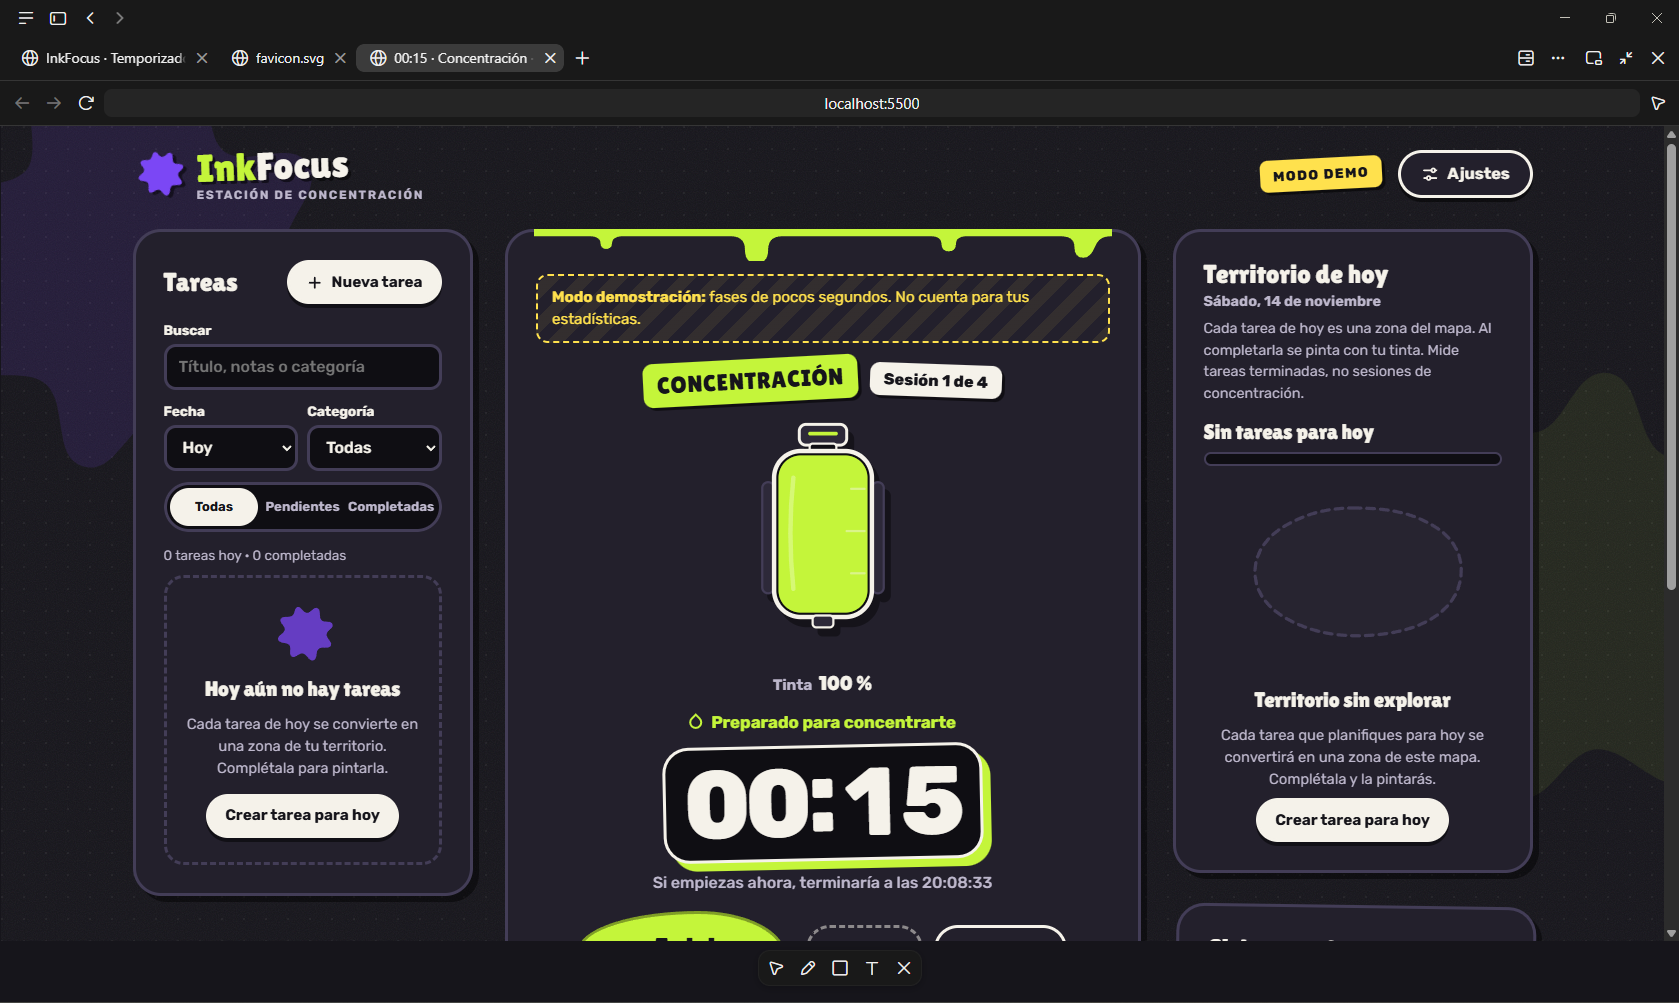 InkFocus · Temporizad
favicon.svg
00:15 · Concentración
localhost:5500
InkFocus
ESTACIÓN DE CONCENTRACIÓN
MODO DEMO
Ajustes
Tareas
+ Nueva tarea
Buscar
Título, notas o categoría
Fecha
Categoría
Hoy
Todas
Todas
Pendientes
Completadas
0 tareas hoy • 0 completadas
Hoy aún no hay tareas
Cada tarea de hoy se convierte en
una zona de tu territorio.
Complétala para pintarla.
Crear tarea para hoy
Modo demostración: fases de pocos segundos. No cuenta para tus
estadísticas.
CONCENTRACIÓN
Sesión 1 de 4
Tinta 100 %
Preparado para concentrarte
00:15
Si empiezas ahora, terminaría a las 20:08:33
Territorio de hoy
Sábado, 14 de noviembre
Cada tarea de hoy es una zona del mapa. Al
completarla se pinta con tu tinta. Mide
tareas terminadas, no sesiones de
concentración.
Sin tareas para hoy
Territorio sin explorar
Cada tarea que planifiques para hoy se
convertirá en una zona de este mapa.
Complétala y la pintarás.
Crear tarea para hoy